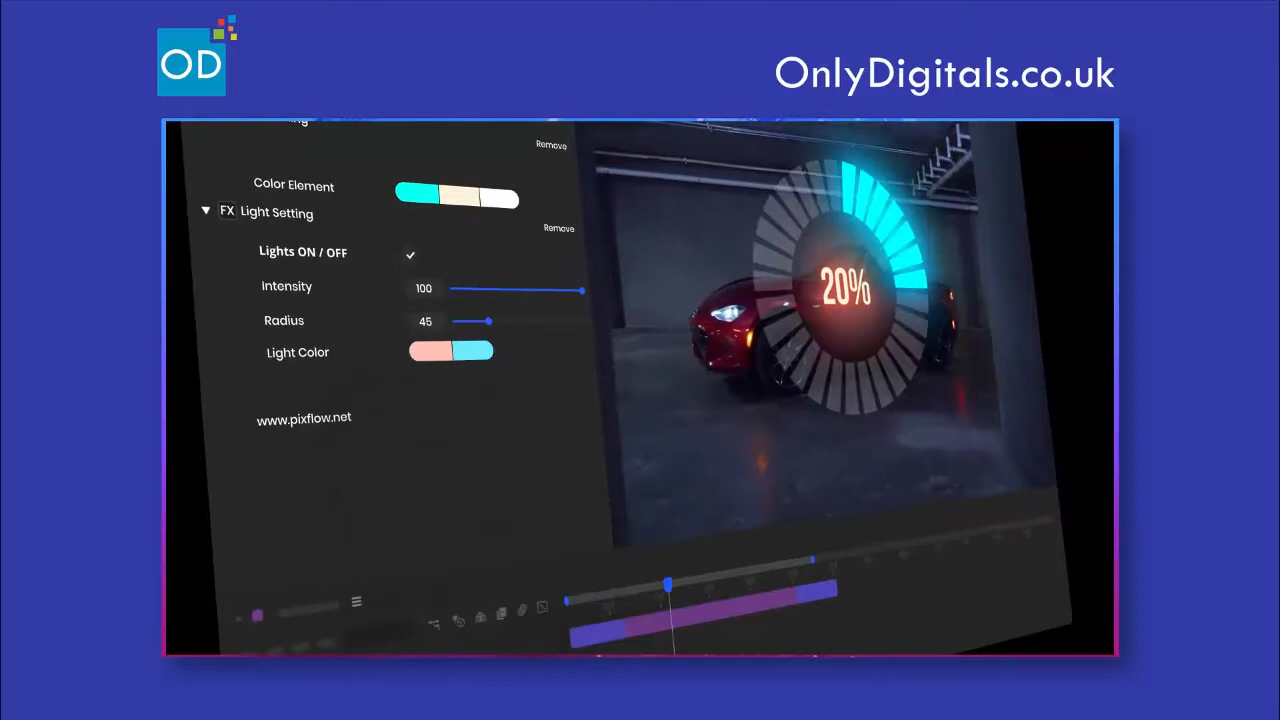 OD
OnlyDigitals.co.uk
Remove
Color Element
FX Light Setting
Remove
Lights ON / OFF
Intensity 100
Radius 45
Light Color
www.pixflow.net
20%